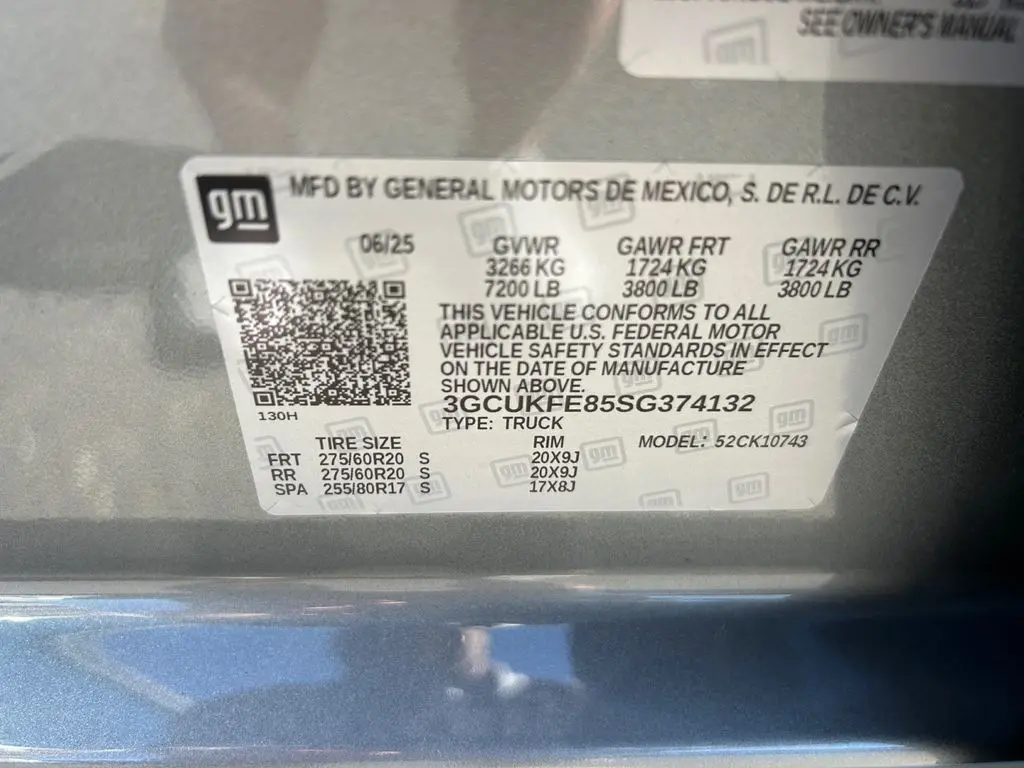 SEE OWNER'S MANUAL
gm
MFD BY GENERAL MOTORS DE MEXICO, S. DE R.L. DE C.V.
06/25 GVWR GAWR FRT GAWR RR
3266 KG 1724 KG 1724 KG
7200 LB 3800 LB 3800 LB
THIS VEHICLE CONFORMS TO ALL
APPLICABLE U.S. FEDERAL MOTOR
VEHICLE SAFETY STANDARDS IN EFFECT
ON THE DATE OF MANUFACTURE
SHOWN ABOVE.
3GCUKFE85SG374132
130H
TYPE: TRUCK
TIRE SIZE RIM MODEL: 52CK10743
FRT 275/60R20 S 20X9J
RR 275/60R20 S 20X9J
SPA 255/80R17 S 17X8J